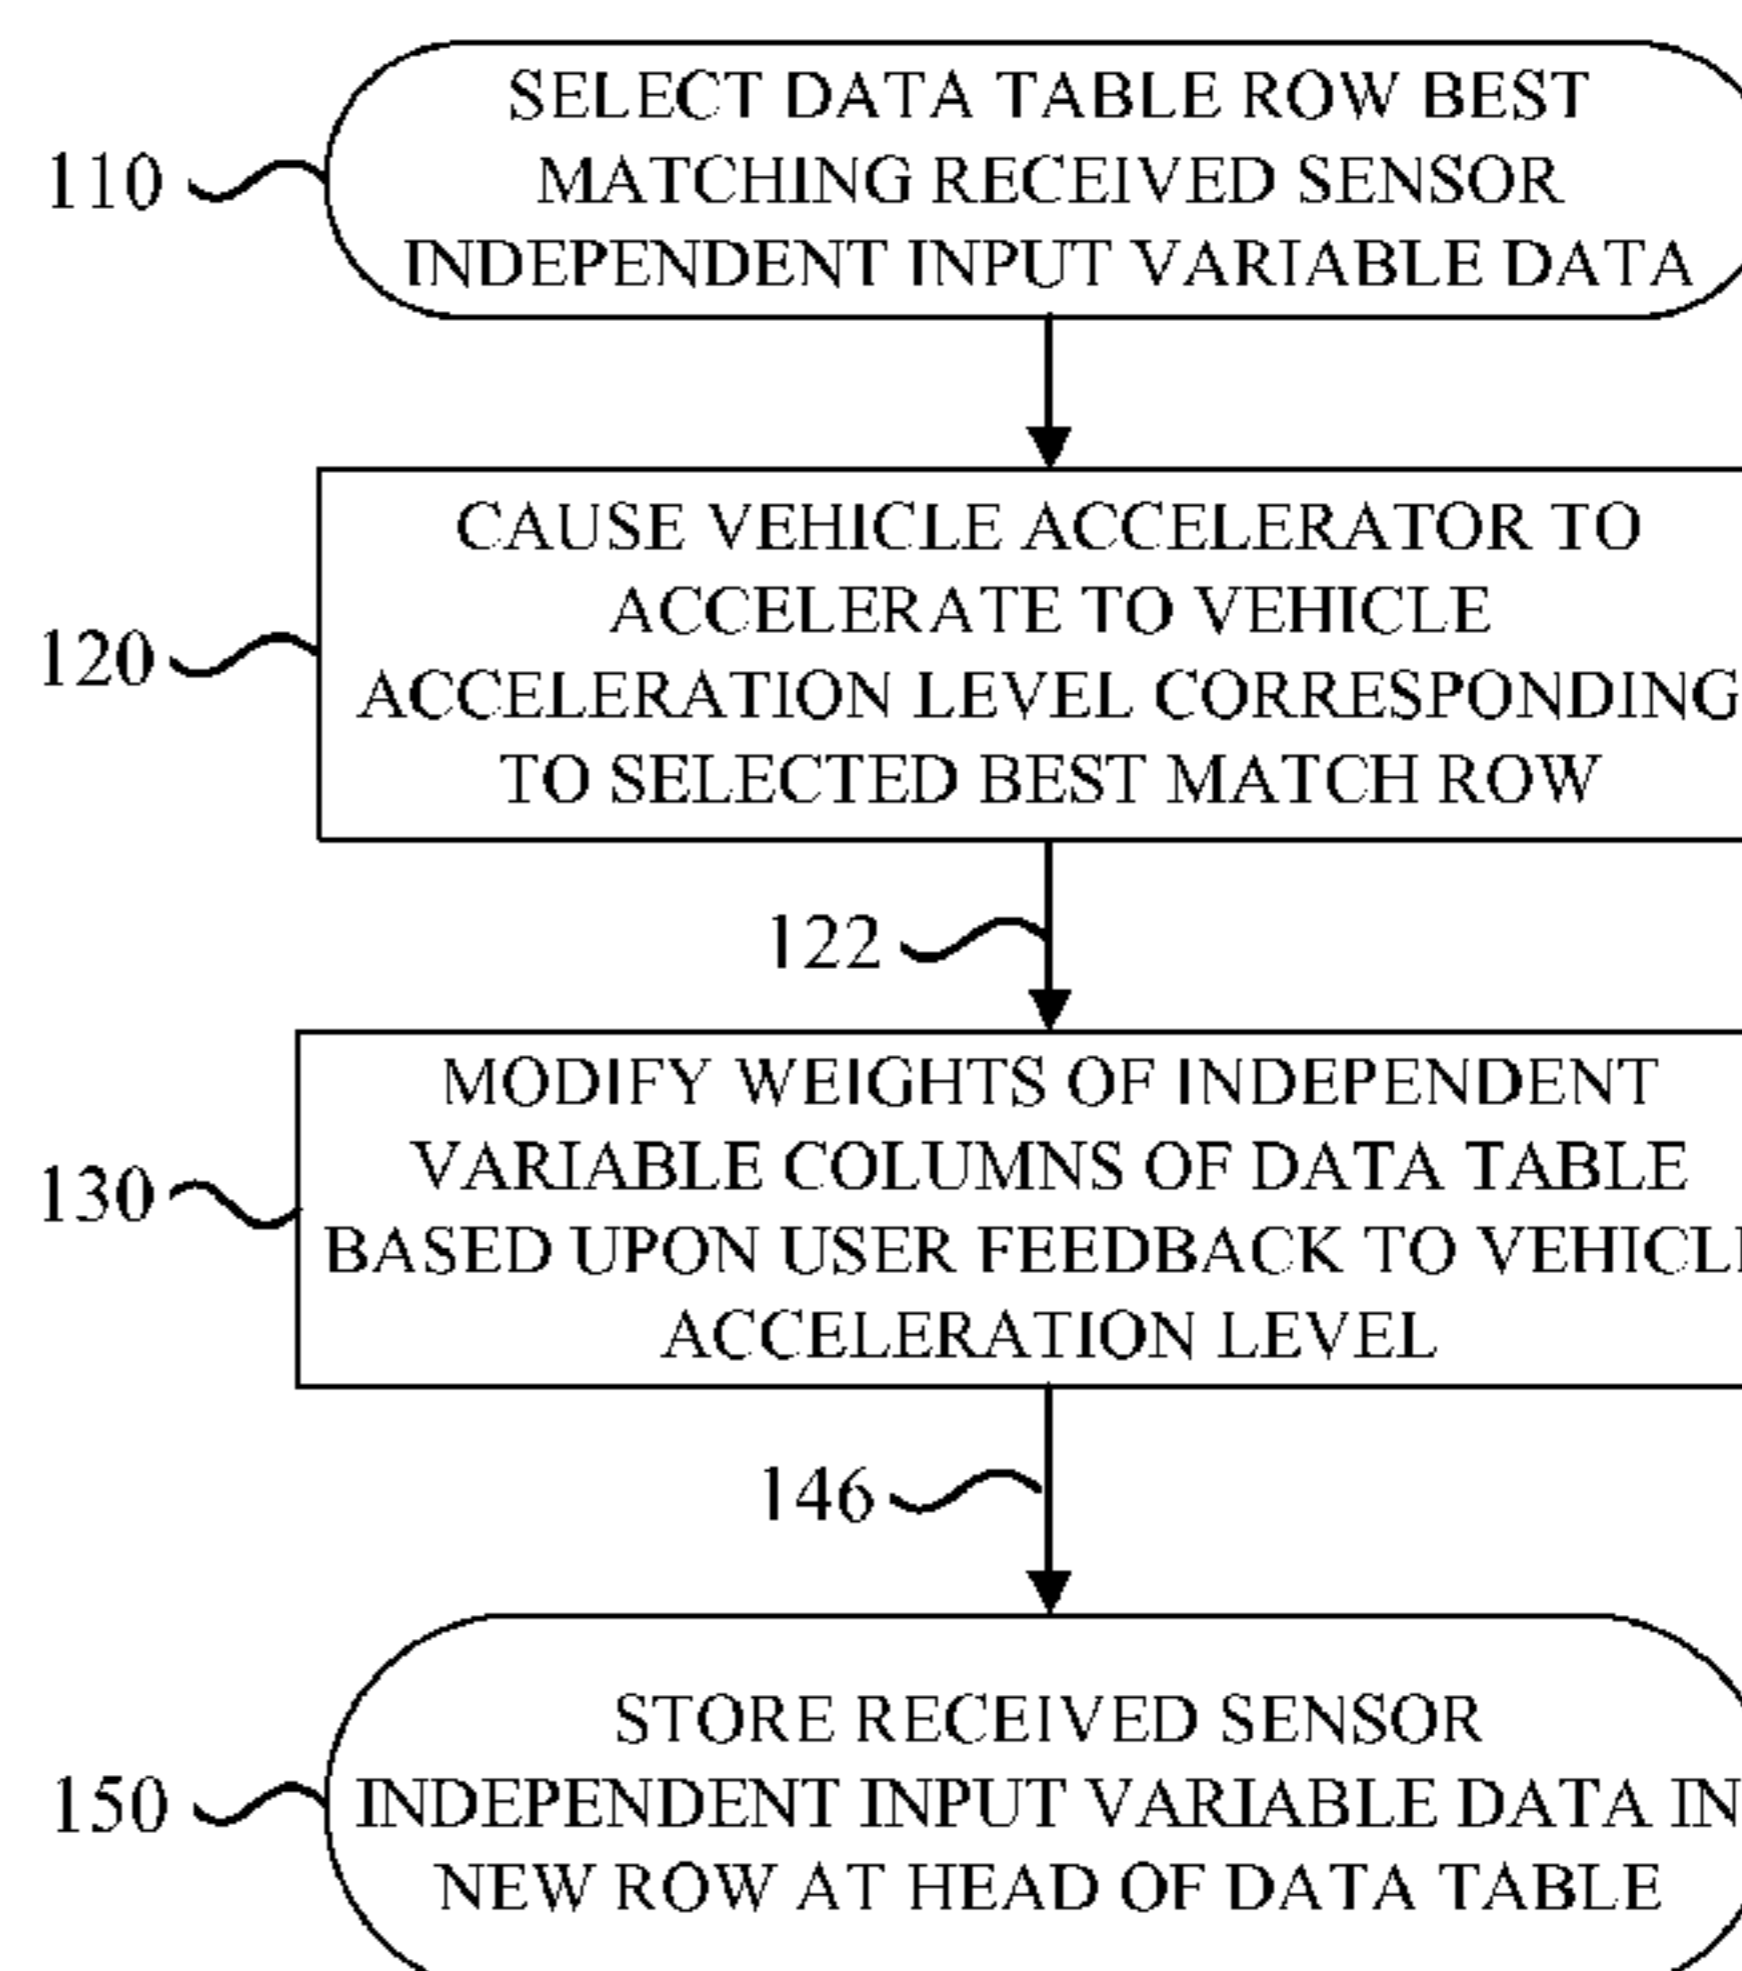 SELECT DATA TABLE ROW BEST
MATCHING RECEIVED SENSOR
INDEPENDENT INPUT VARIABLE DATA
110
CAUSE VEHICLE ACCELERATOR TO
ACCELERATE TO VEHICLE
ACCELERATION LEVEL CORRESPONDING
TO SELECTED BEST MATCH ROW
120
122
MODIFY WEIGHTS OF INDEPENDENT
VARIABLE COLUMNS OF DATA TABLE
BASED UPON USER FEEDBACK TO VEHICLE
ACCELERATION LEVEL
130
146
STORE RECEIVED SENSOR
INDEPENDENT INPUT VARIABLE DATA IN
NEW ROW AT HEAD OF DATA TABLE
150